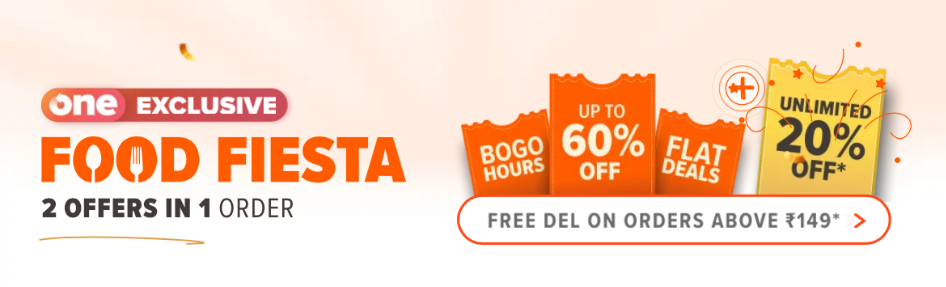 one EXCLUSIVE
FOOD FIESTA
2 OFFERS IN 1 ORDER
BOGO
HOURS
UP TO
60%
OFF
FLAT
DEALS
+
UNLIMITED
20%
OFF*
FREE DEL ON ORDERS ABOVE ₹149* >